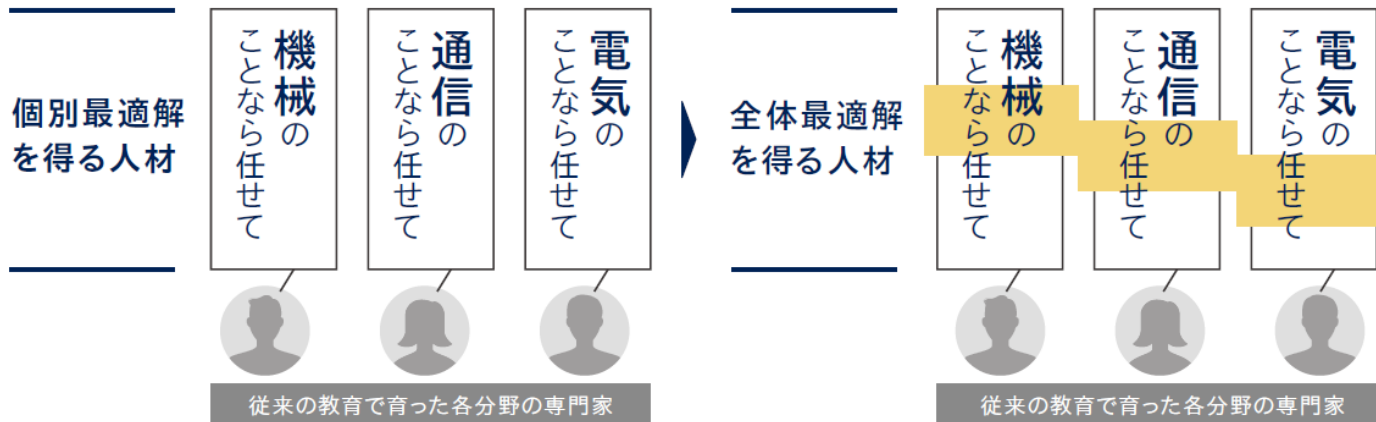 個別最適解
を得る人材
機械の
ことなら任せて
通信の
ことなら任せて
電気の
ことなら任せて
従来の教育で育った各分野の専門家
全体最適解
を得る人材
機械の
ことなら任せて
通信の
ことなら任せて
電気の
ことなら任せて
従来の教育で育った各分野の専門家